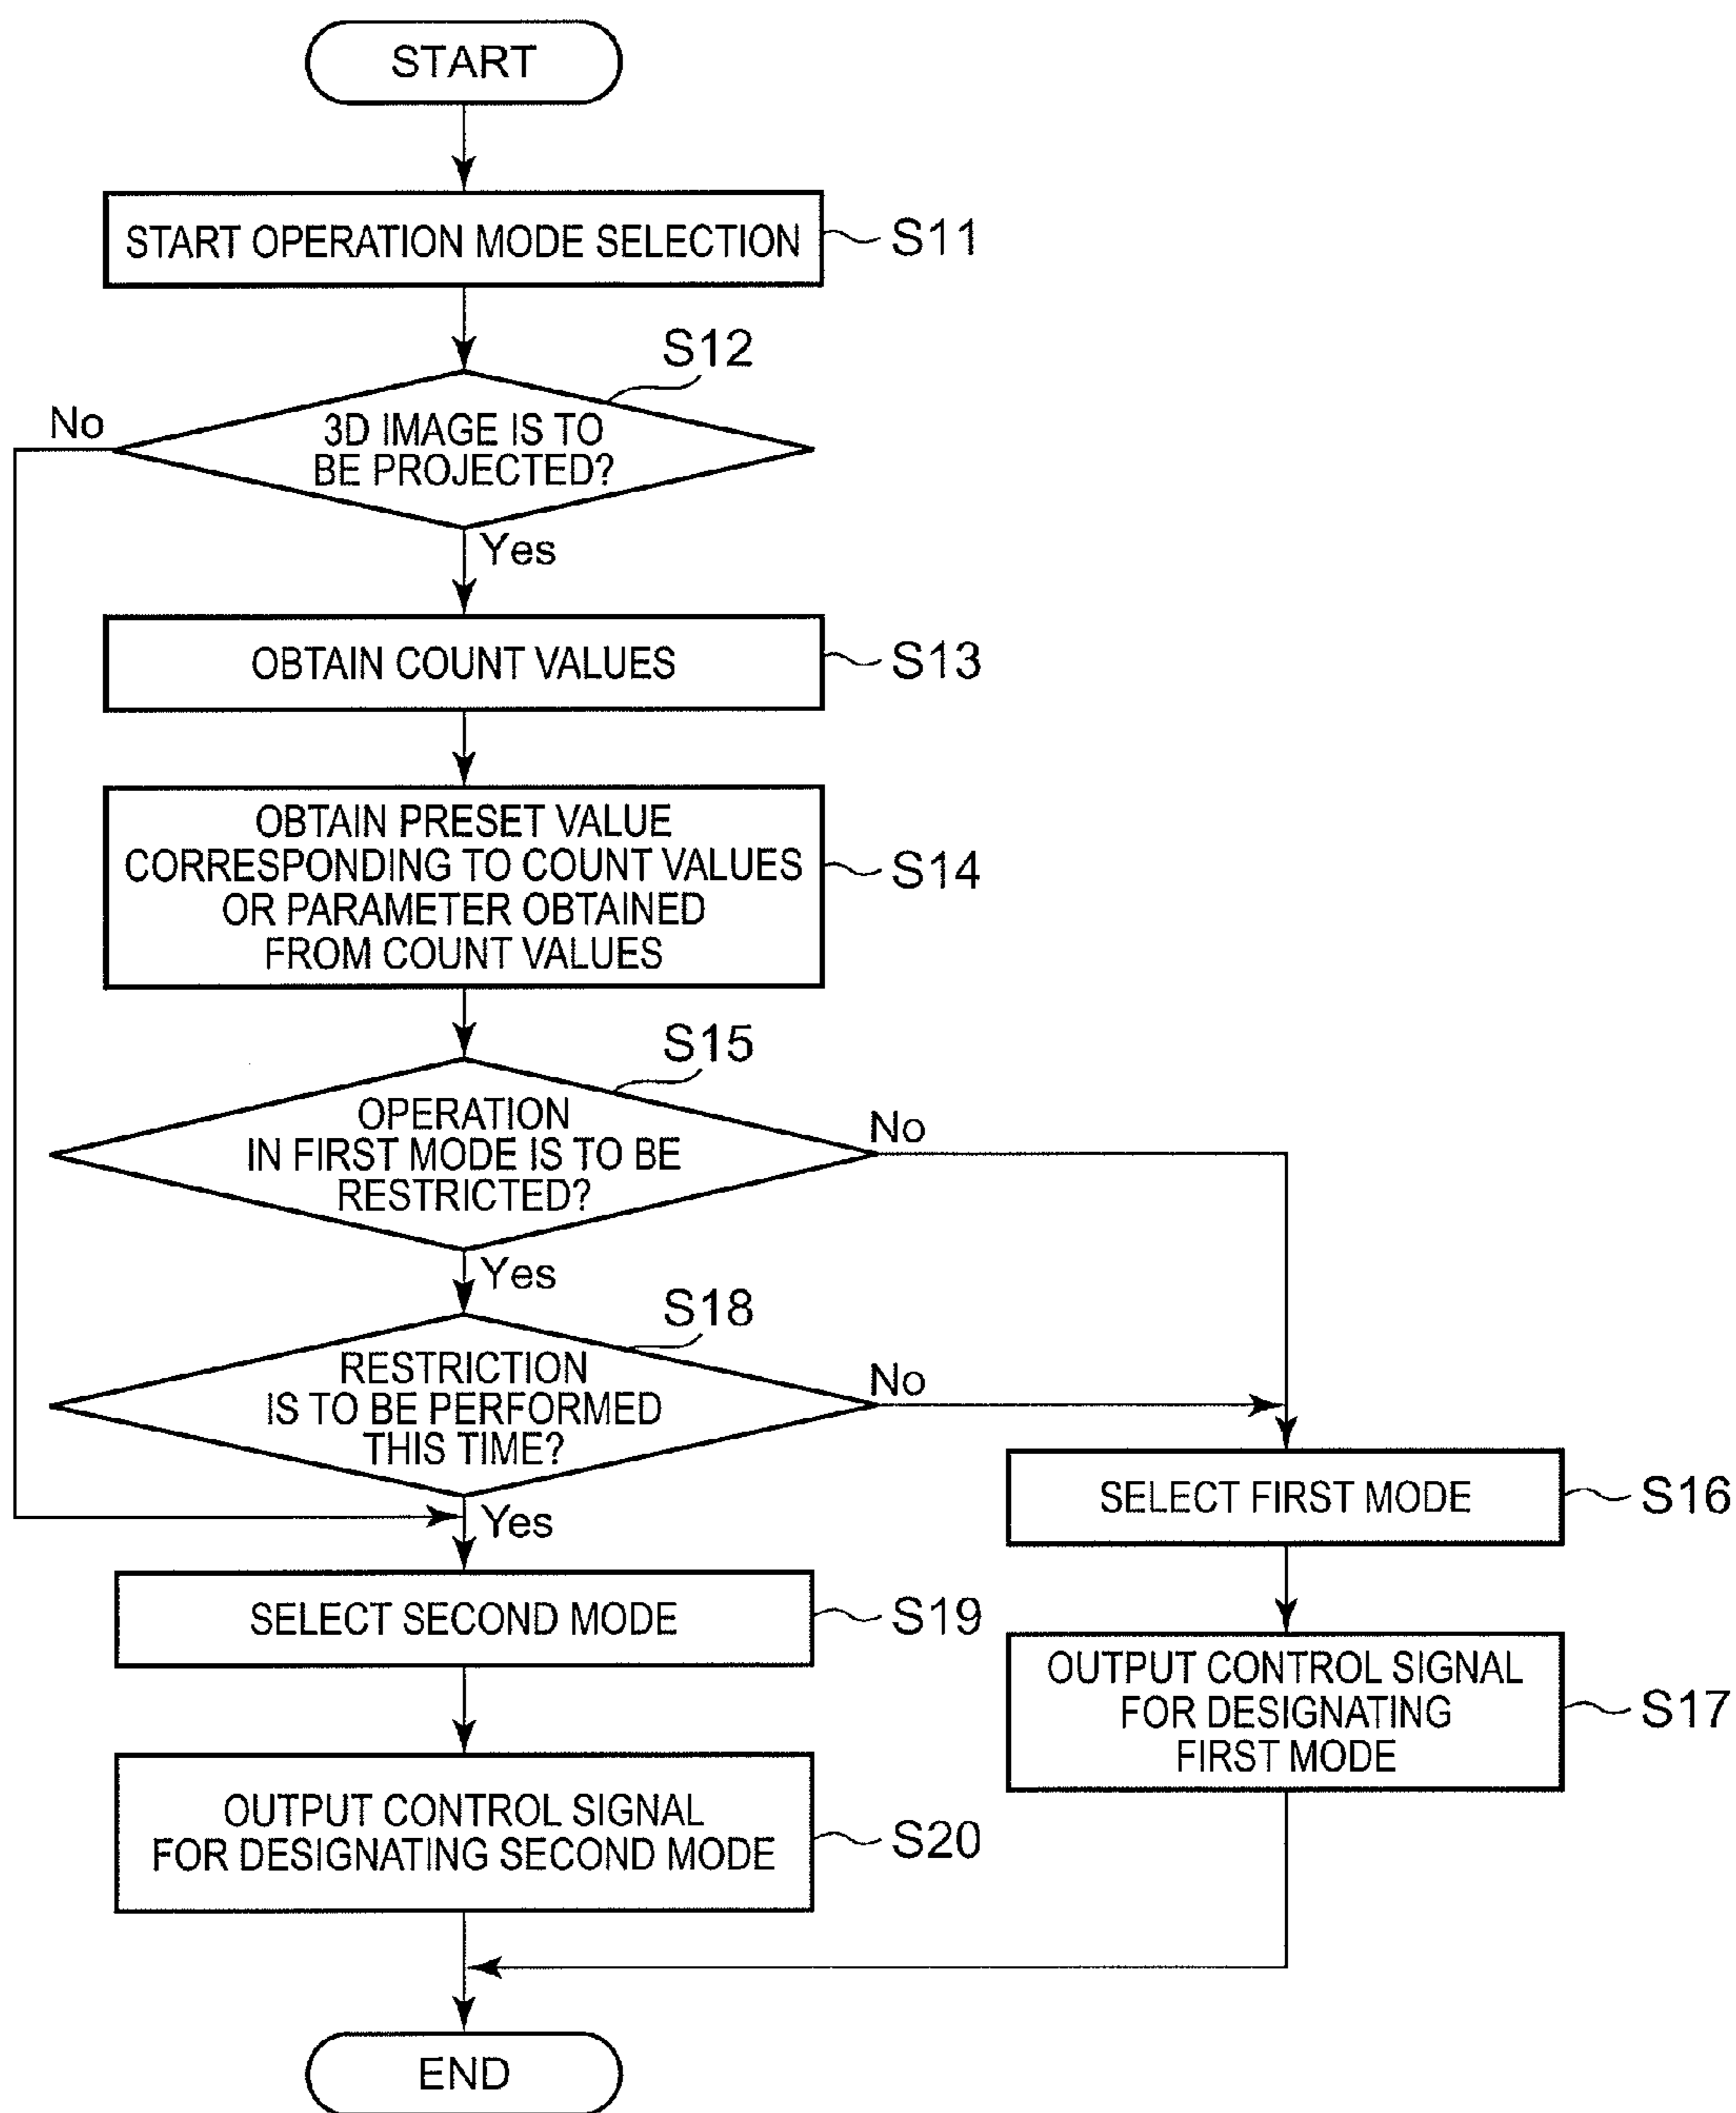 START
START OPERATION MODE SELECTION
S11
S12
No
3D IMAGE IS TO
BE PROJECTED?
Yes
OBTAIN COUNT VALUES
S13
OBTAIN PRESET VALUE
CORRESPONDING TO COUNT VALUES
OR PARAMETER OBTAINED
FROM COUNT VALUES
S14
S15
OPERATION
IN FIRST MODE IS TO BE
RESTRICTED?
No
Yes
S18
RESTRICTION
IS TO BE PERFORMED
THIS TIME?
No
Yes
SELECT FIRST MODE
S16
SELECT SECOND MODE
S19
OUTPUT CONTROL SIGNAL
FOR DESIGNATING
FIRST MODE
S17
OUTPUT CONTROL SIGNAL
FOR DESIGNATING SECOND MODE
S20
END